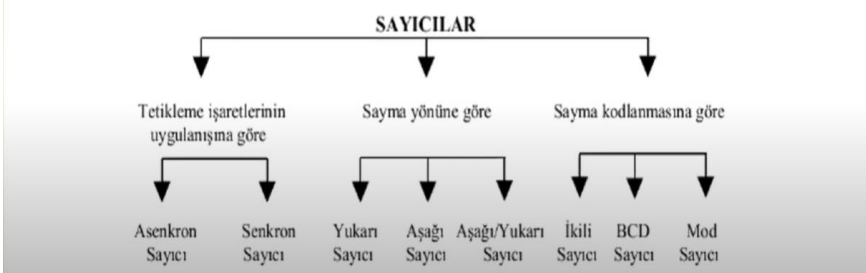 SAYICILAR
Tetikleme işaretlerinin
uygulanışına göre
Sayma yönüne göre
Sayma kodlanmasına göre
Asenkron
Sayıcı
Senkron
Sayıcı
Yukarı
Sayıcı
Aşağı
Sayıcı
Aşağı/Yukarı
Sayıcı
İkili
Sayıcı
BCD
Sayıcı
Mod
Sayıcı